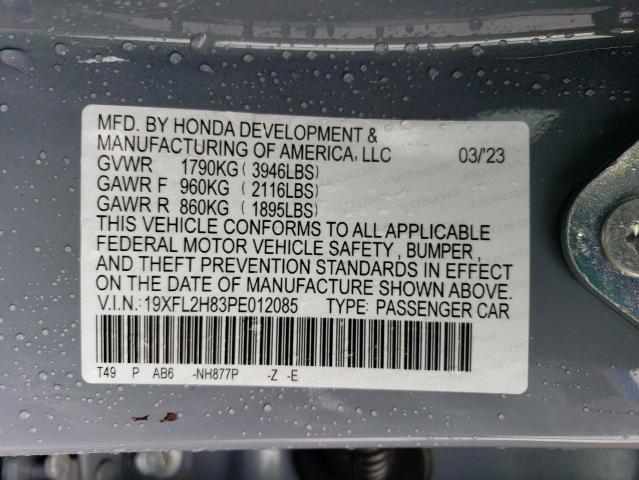 MFD. BY HONDA DEVELOPMENT &
MANUFACTURING OF AMERICA, LLC 03/'23
GVWR 1790KG ( 3946LBS)
GAWR F 960KG ( 2116LBS)
GAWR R 860KG ( 1895LBS)
THIS VEHICLE CONFORMS TO ALL APPLICABLE
FEDERAL MOTOR VEHICLE SAFETY , BUMPER ,
AND THEFT PREVENTION STANDARDS IN EFFECT
ON THE DATE OF MANUFACTURE SHOWN ABOVE.
V.I.N.:19XFL2H83PE012085 TYPE: PASSENGER CAR
T49 P AB6 -NH877P -Z -E